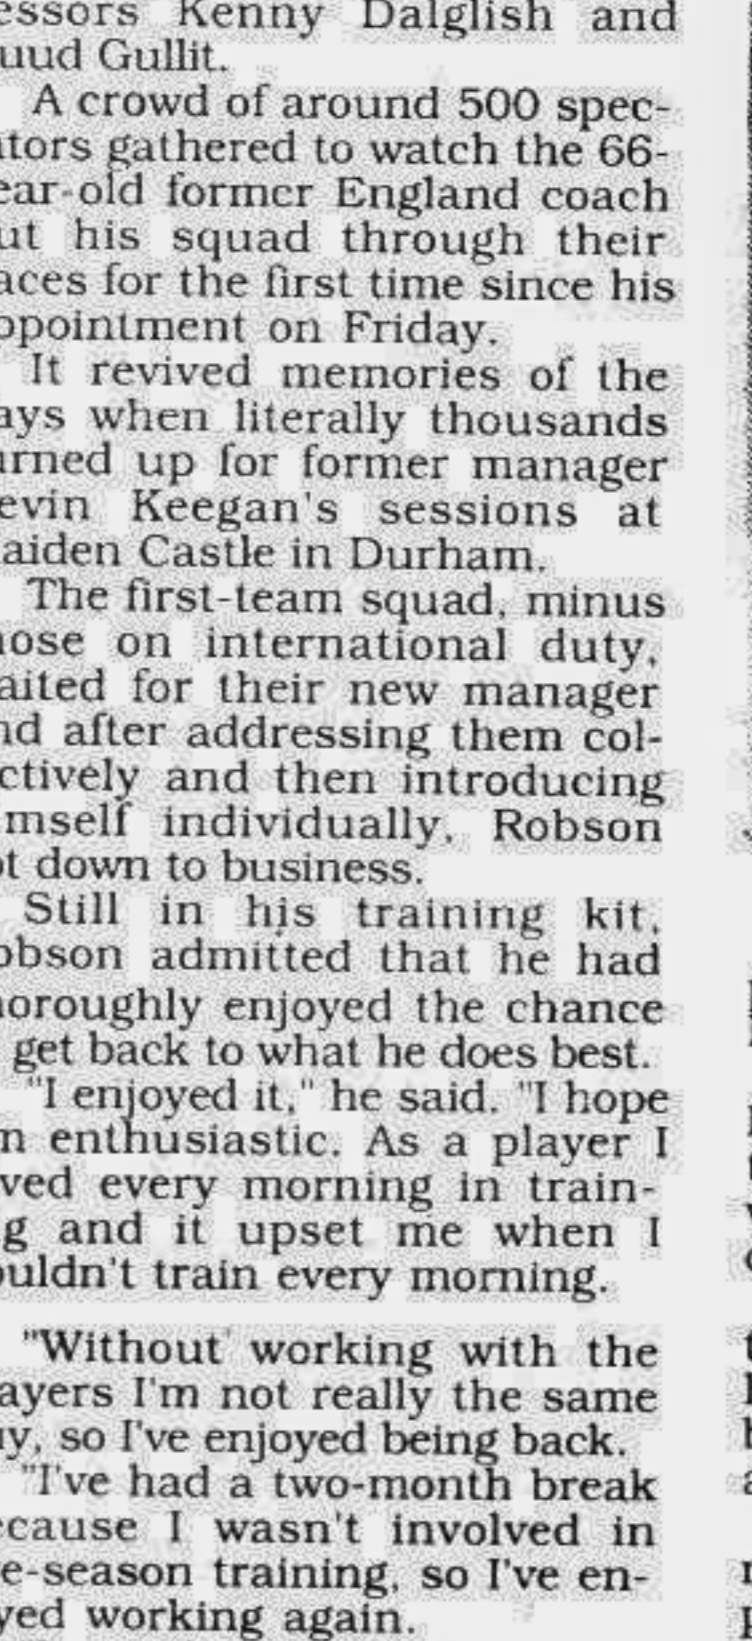 essors Kenny Dalglish and
uud Gullit.
A crowd of around 500 spec-
ators gathered to watch the 66-
ear-old former England coach
ut his squad through their
aces for the first time since his
ppointment on Friday.
It revived memories of the
ays when literally thousands
urned up for former manager
evin Keegan's sessions at
aiden Castle in Durham.
The first-team squad, minus
hose on international duty,
aited for their new manager
nd after addressing them col-
ctively and then introducing
mself individually, Robson
ot down to business.
Still in his training kit,
obson admitted that he had
horoughly enjoyed the chance
get back to what he does best.
"I enjoyed it," he said. "I hope
m enthusiastic. As a player I
ved every morning in train-
g and it upset me when I
ouldn't train every morning.
"Without working with the
ayers I'm not really the same
uy, so I've enjoyed being back.
"I've had a two-month break
ecause I wasn't involved in
e-season training, so I've en-
yed working again.